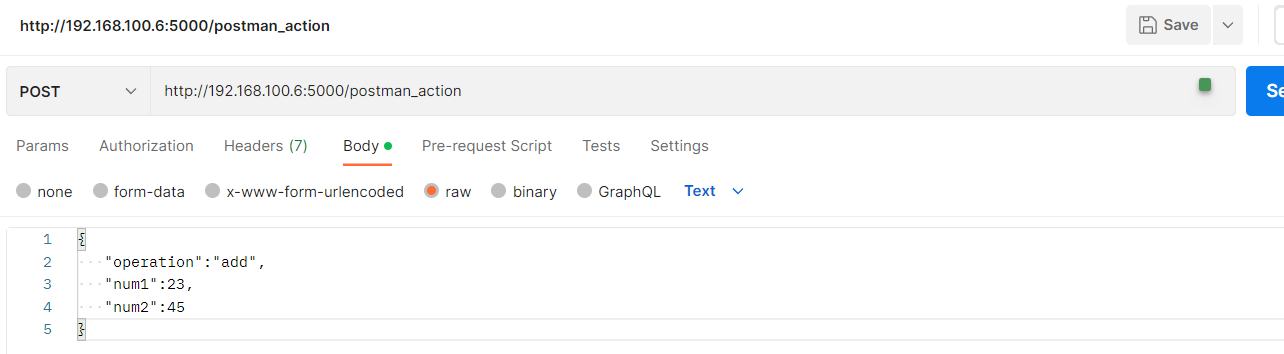 http://192.168.100.6:5000/postman_action Save
POST http://192.168.100.6:5000/postman_action Se
Params Authorization Headers (7) Body Pre-request Script Tests Settings
none form-data x-www-form-urlencoded raw binary GraphQL Text
1 {
2 "operation":"add",
3 "num1":23,
4 "num2":45
5 }